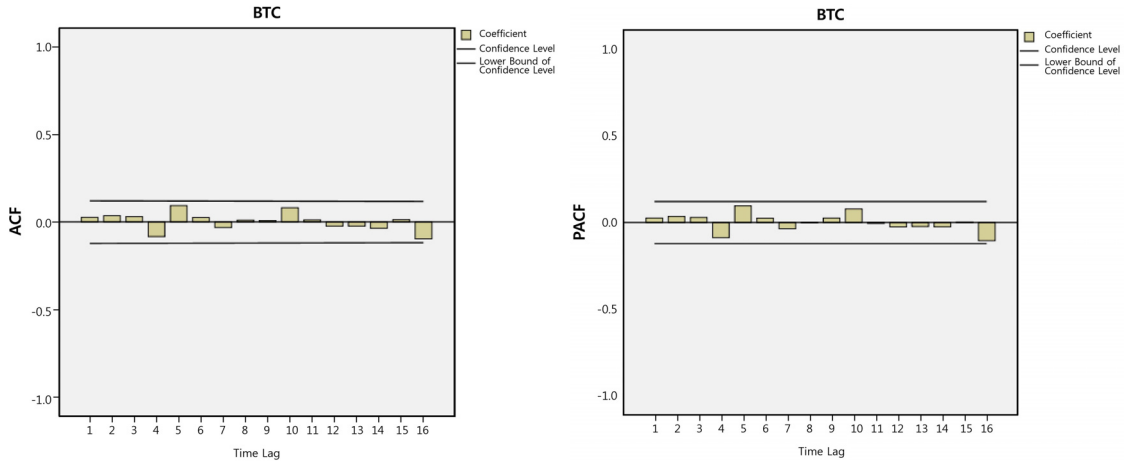 BTC
Coefficient
Confidence Level
Lower Bound of
Confidence Level
1.0
0.5
0.0
-0.5
-1.0
ACF
1 2 3 4 5 6 7 8 9 10 11 12 13 14 15 16
Time Lag
BTC
Coefficient
Confidence Level
Lower Bound of
Confidence Level
1.0
0.5
0.0
-0.5
-1.0
PACF
1 2 3 4 5 6 7 8 9 10 11 12 13 14 15 16
Time Lag